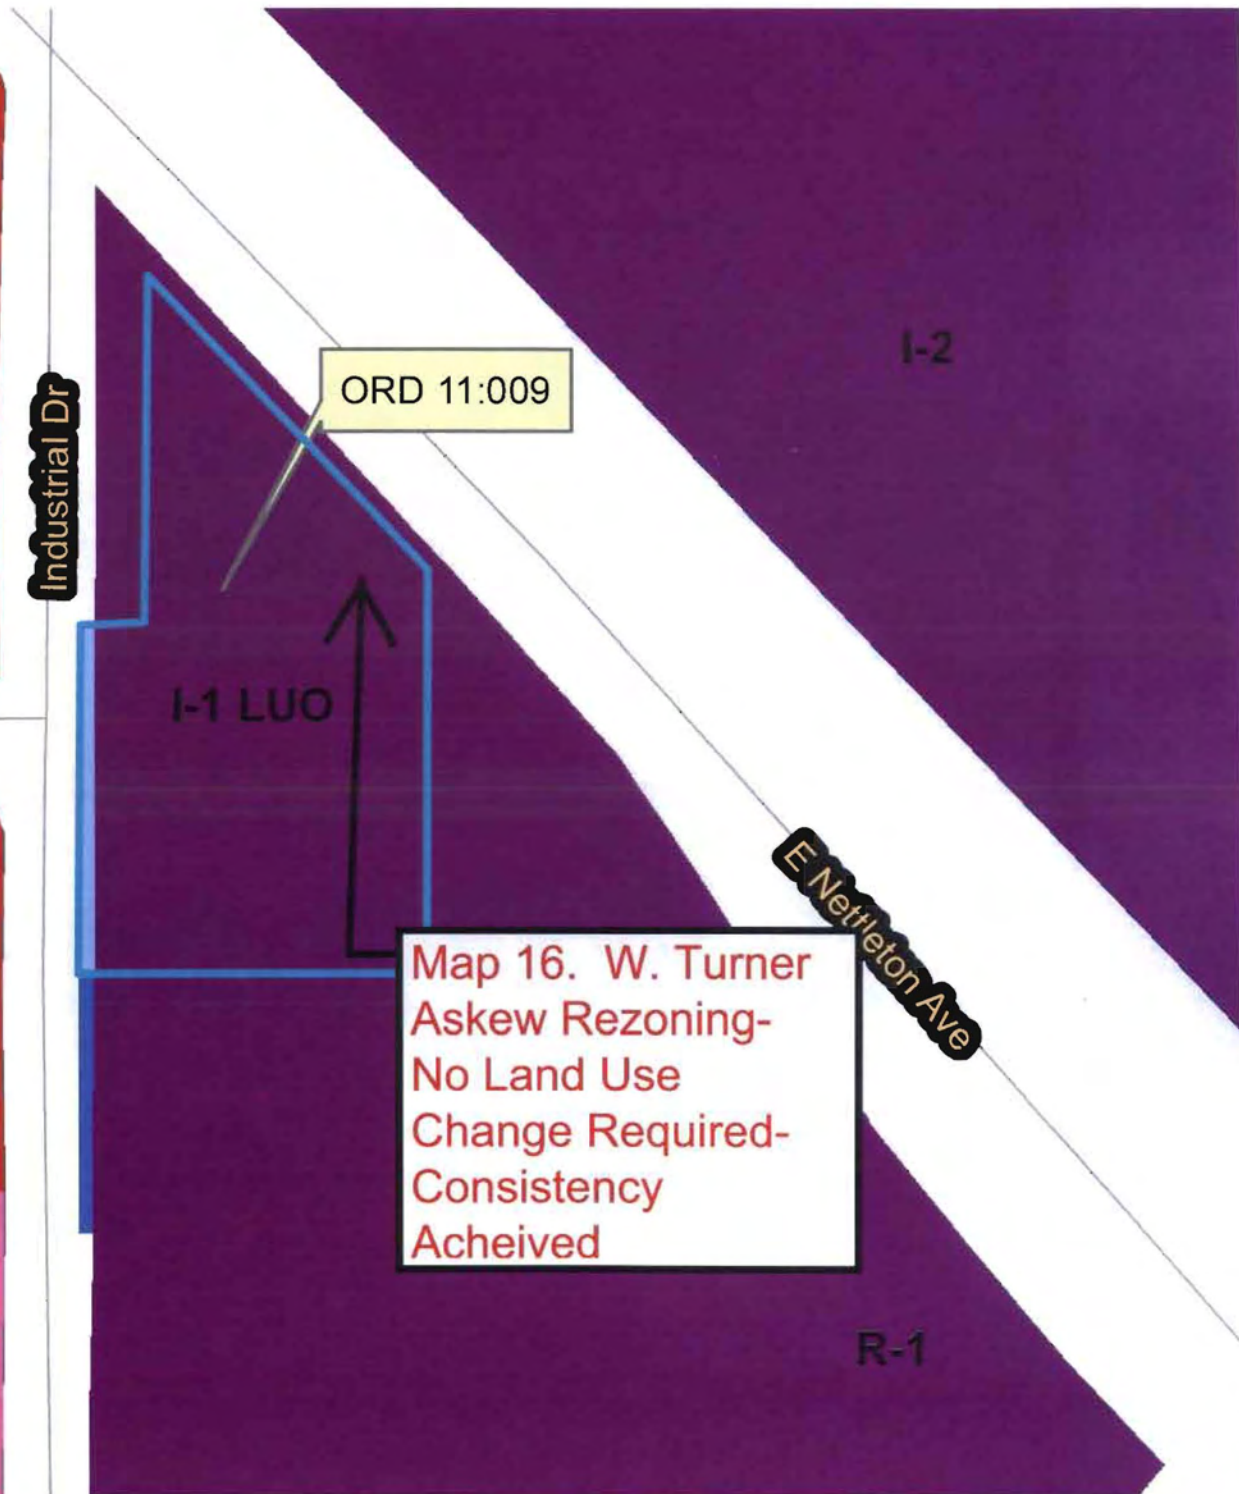 I-2
ORD 11:009
Industrial Dr
I-1 LUO
E Nettleton Ave
Map 16. W. Turner
Askew Rezoning-
No Land Use
Change Required-
Consistency
Acheived
R-1